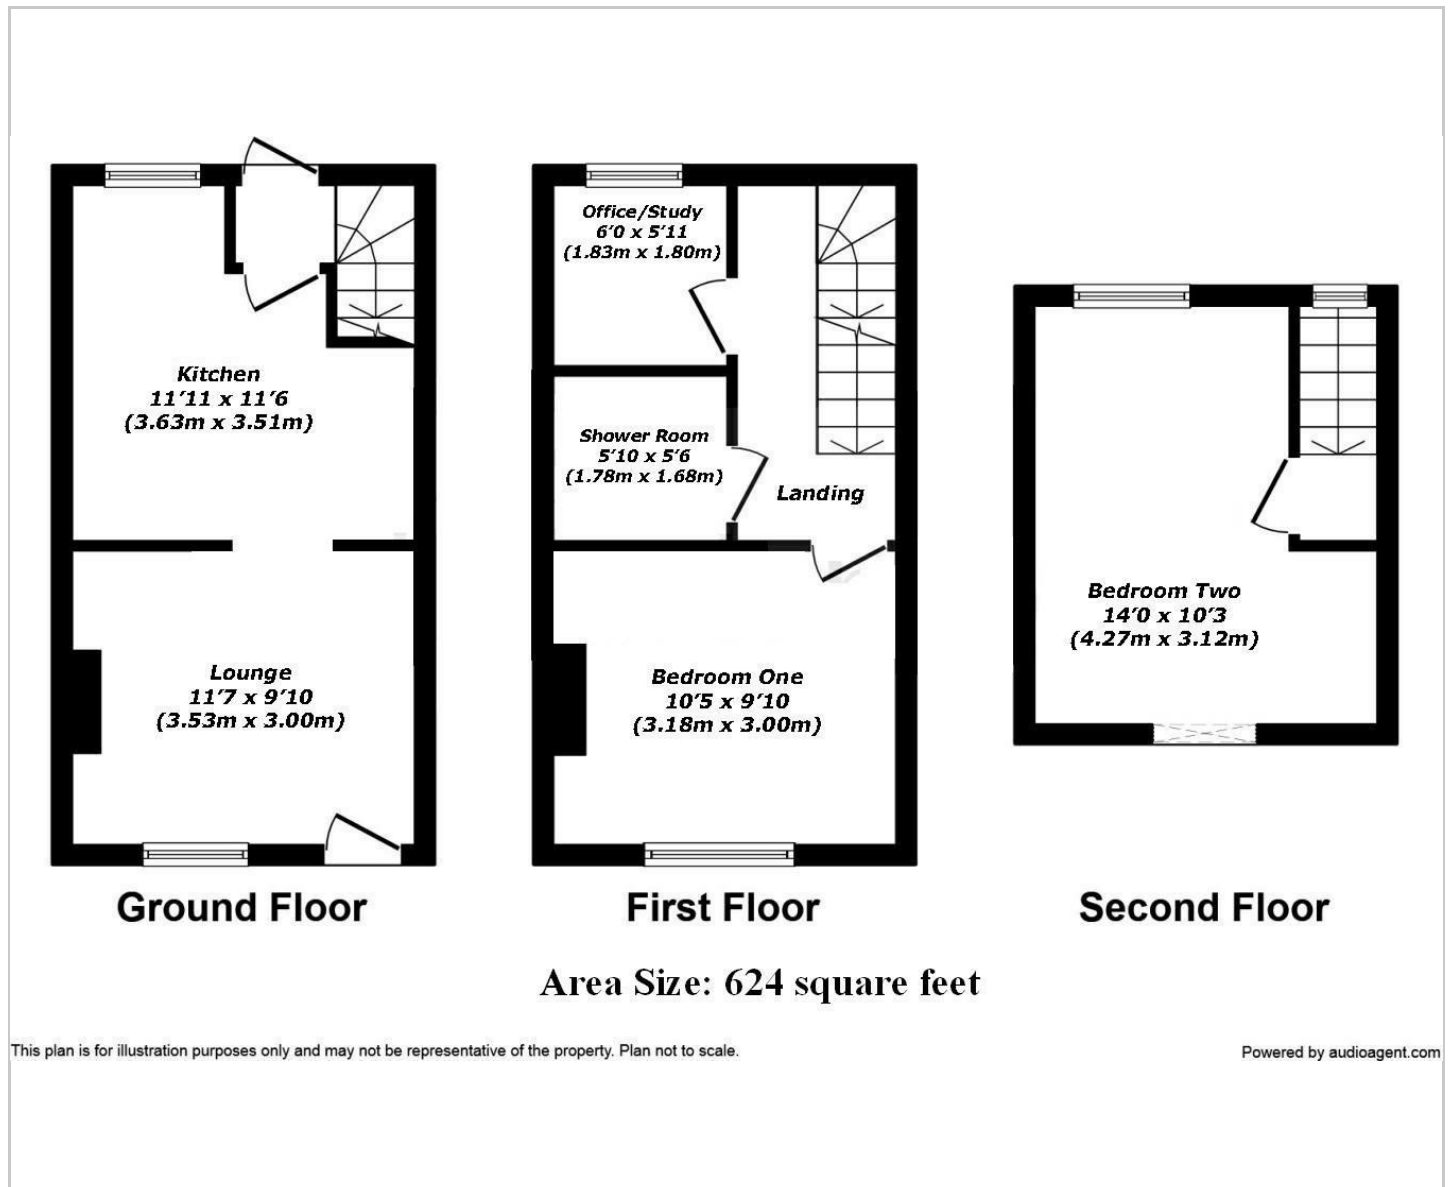 Office/Study
6'0 x 5'11
(1.83m x 1.80m)
Kitchen
11'11 x 11'6
(3.63m x 3.51m)
Shower Room
5'10 x 5'6
(1.78m x 1.68m)
Landing
Bedroom Two
14'0 x 10'3
(4.27m x 3.12m)
Lounge
11'7 x 9'10
(3.53m x 3.00m)
Bedroom One
10'5 x 9'10
(3.18m x 3.00m)
Ground Floor
First Floor
Second Floor
Area Size: 624 square feet
This plan is for illustration purposes only and may not be representative of the property. Plan not to scale.
Powered by audioagent.com